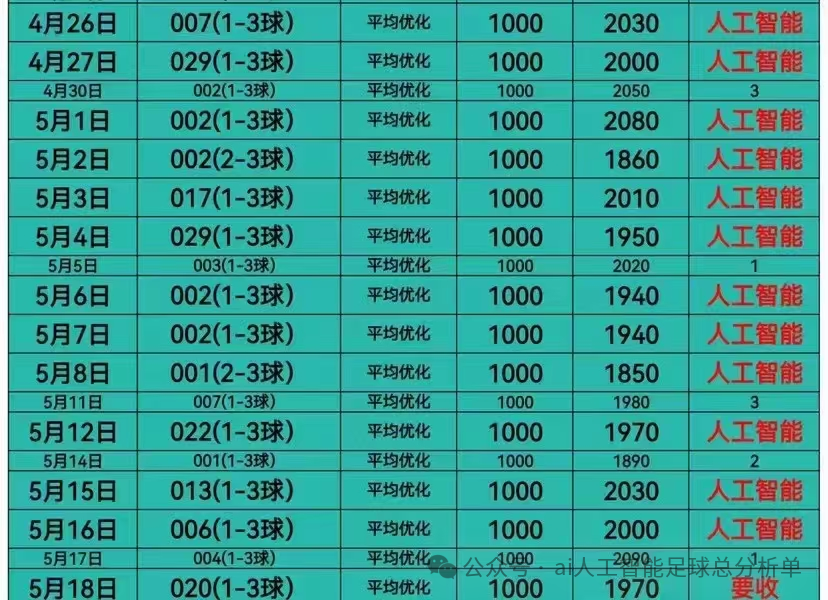 4月26日 007(1-3球) 平均优化 1000 2030 人工智能
4月27日 029(1-3球) 平均优化 1000 2000 人工智能
4月30日 002(1-3球) 平均优化 1000 2050 3
5月1日 002(1-3球) 平均优化 1000 2080 人工智能
5月2日 002(2-3球) 平均优化 1000 1860 人工智能
5月3日 017(1-3球) 平均优化 1000 2010 人工智能
5月4日 029(1-3球) 平均优化 1000 1950 人工智能
5月5日 003(1-3球) 平均优化 1000 2020 1
5月6日 002(1-3球) 平均优化 1000 1940 人工智能
5月7日 002(1-3球) 平均优化 1000 1940 人工智能
5月8日 001(2-3球) 平均优化 1000 1850 人工智能
5月11日 007(1-3球) 平均优化 1000 1980 3
5月12日 022(1-3球) 平均优化 1000 1970 人工智能
5月14日 001(1-3球) 平均优化 1000 1890 2
5月15日 013(1-3球) 平均优化 1000 2030 人工智能
5月16日 006(1-3球) 平均优化 1000 2000 人工智能
5月17日 004(1-3球) 平均优化 1000 2090 1
公众号 · ai人工智能足球总分析单
5月18日 020(1-3球) 平均优化 1000 1970 要收